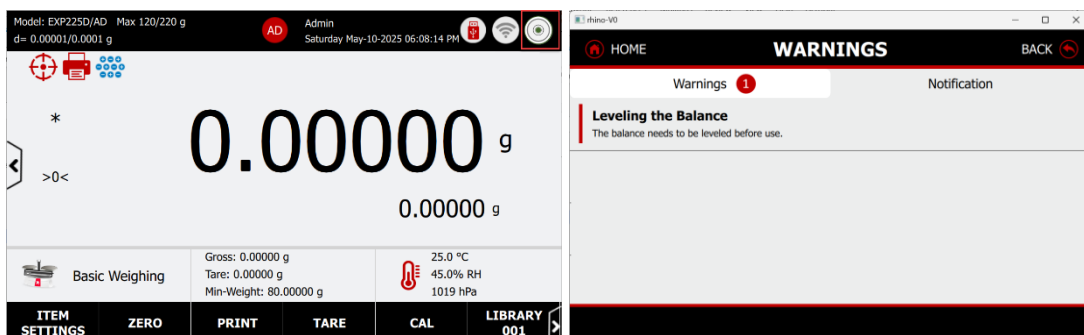 Model: EXP225D/AD Max 120/220 g
d= 0.00001/0.0001 g
AD
Admin
Saturday May-10-2025 06:08:14 PM
*
0.00000 g
>0<
0.00000 g
Basic Weighing
Gross: 0.00000 g
Tare: 0.00000 g
Min-Weight: 80.00000 g
25.0 °C
45.0% RH
1019 hPa
ITEM
SETTINGS
ZERO
PRINT
TARE
CAL
LIBRARY
001
rhino-V0
HOME
WARNINGS
BACK
Warnings 1
Notification
Leveling the Balance
The balance needs to be leveled before use.